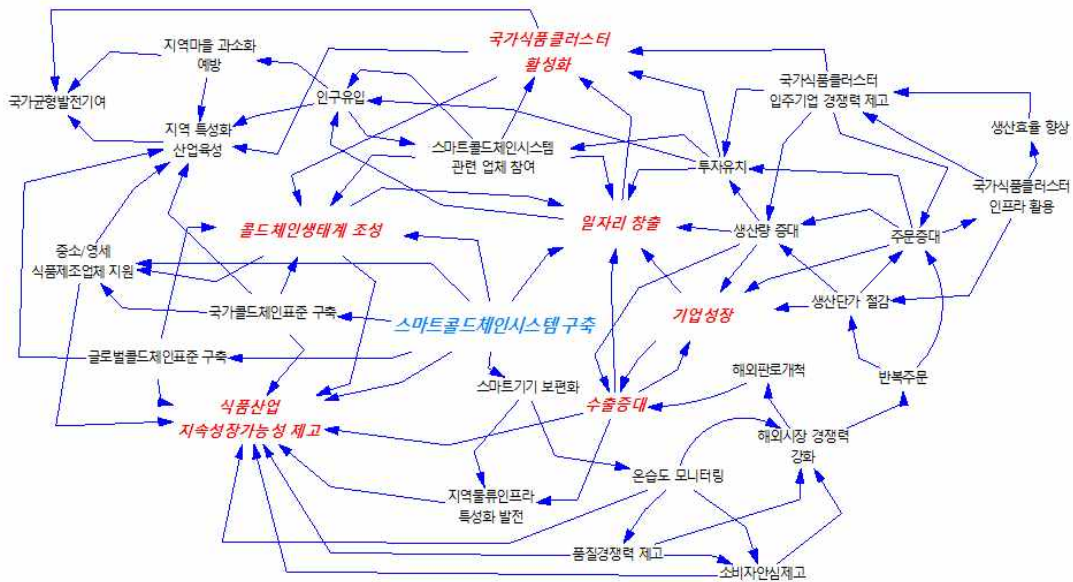 국가식품클러스터
활성화
지역마을 과소화
예방
국가균형발전기여
인구유입
국가식품클러스터
입주기업 경쟁력 제고
지역 특성화
산업육성
스마트콜드체인시스템
관련 업체 참여
투자유치
생산효율 향상
국가식품클러스터
인프라 활용
콜드체인생태계 조성
일자리 창출
생산량 증대
주문증대
중소/영세
식품제조업체 지원
국가콜드체인표준 구축
스마트콜드체인시스템 구축
기업성장
생산단가 절감
글로벌콜드체인표준 구축
스마트기기 보편화
해외판로개척
반복주문
식품산업
지속성장가능성 제고
수출증대
해외시장 경쟁력
강화
온습도 모니터링
지역물류인프라
특성화 발전
품질경쟁력 제고
소비자안심제고